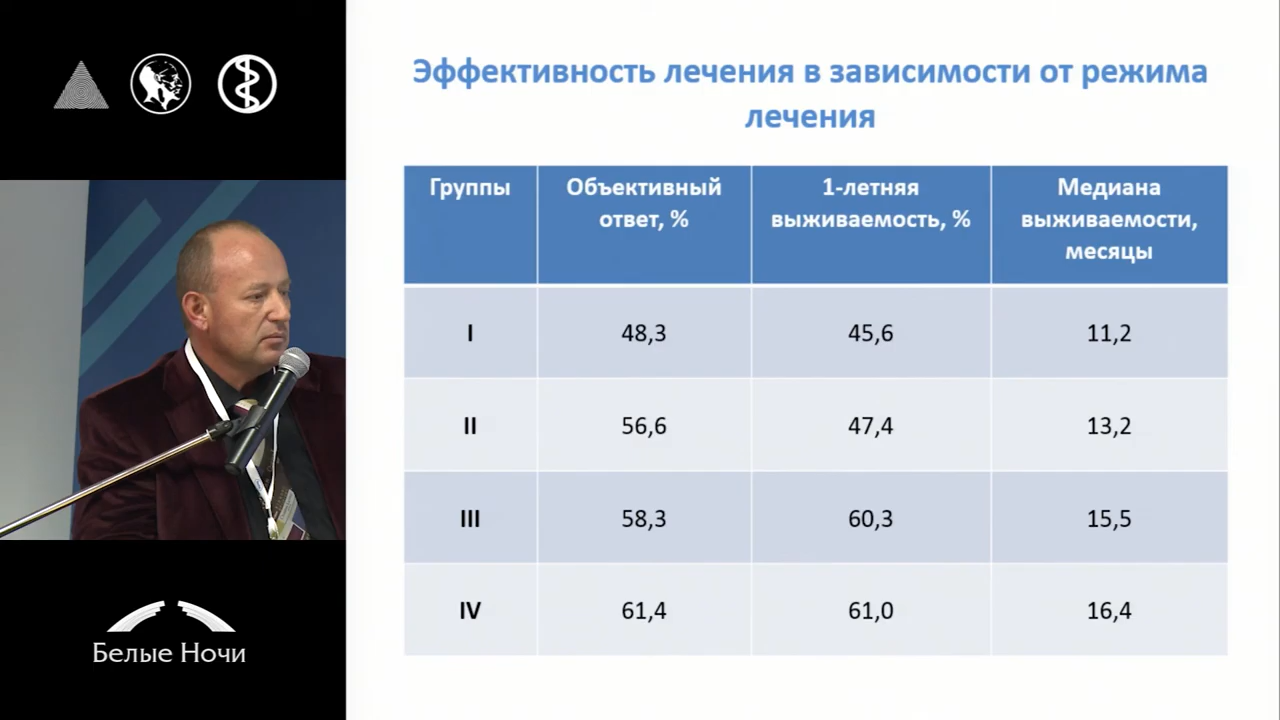 Эффективность лечения в зависимости от режима
лечения
Группы
Объективный
ответ, %
1-летняя
выживаемость, %
Медиана
выживаемости,
месяцы
I
48,3
45,6
11,2
II
56,6
47,4
13,2
III
58,3
60,3
15,5
IV
61,4
61,0
16,4
Белые Ночи